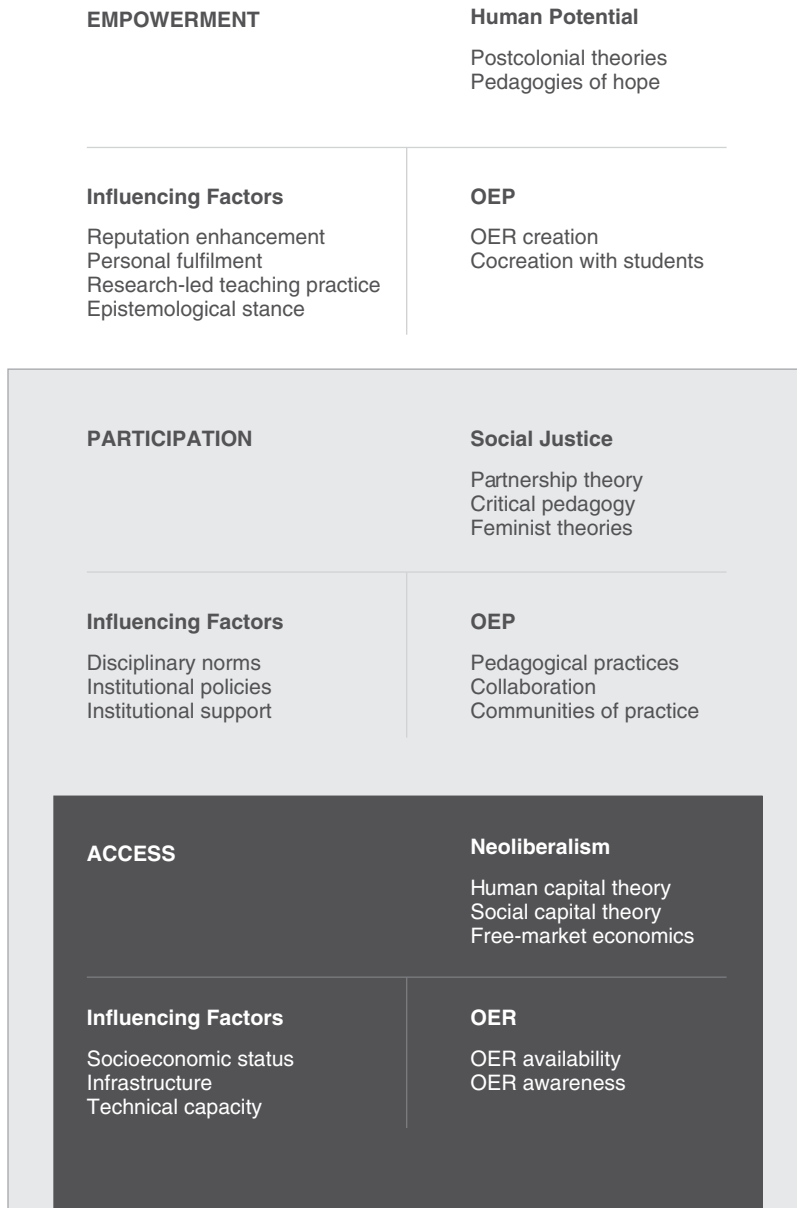 EMPOWERMENT
Human Potential
Postcolonial theories
Pedagogies of hope
Influencing Factors
Reputation enhancement
Personal fulfilment
Research-led teaching practice
Epistemological stance
OEP
OER creation
Cocreation with students
PARTICIPATION
Social Justice
Partnership theory
Critical pedagogy
Feminist theories
Influencing Factors
Disciplinary norms
Institutional policies
Institutional support
OEP
Pedagogical practices
Collaboration
Communities of practice
ACCESS
Neoliberalism
Human capital theory
Social capital theory
Free-market economics
Influencing Factors
Socioeconomic status
Infrastructure
Technical capacity
OER
OER availability
OER awareness